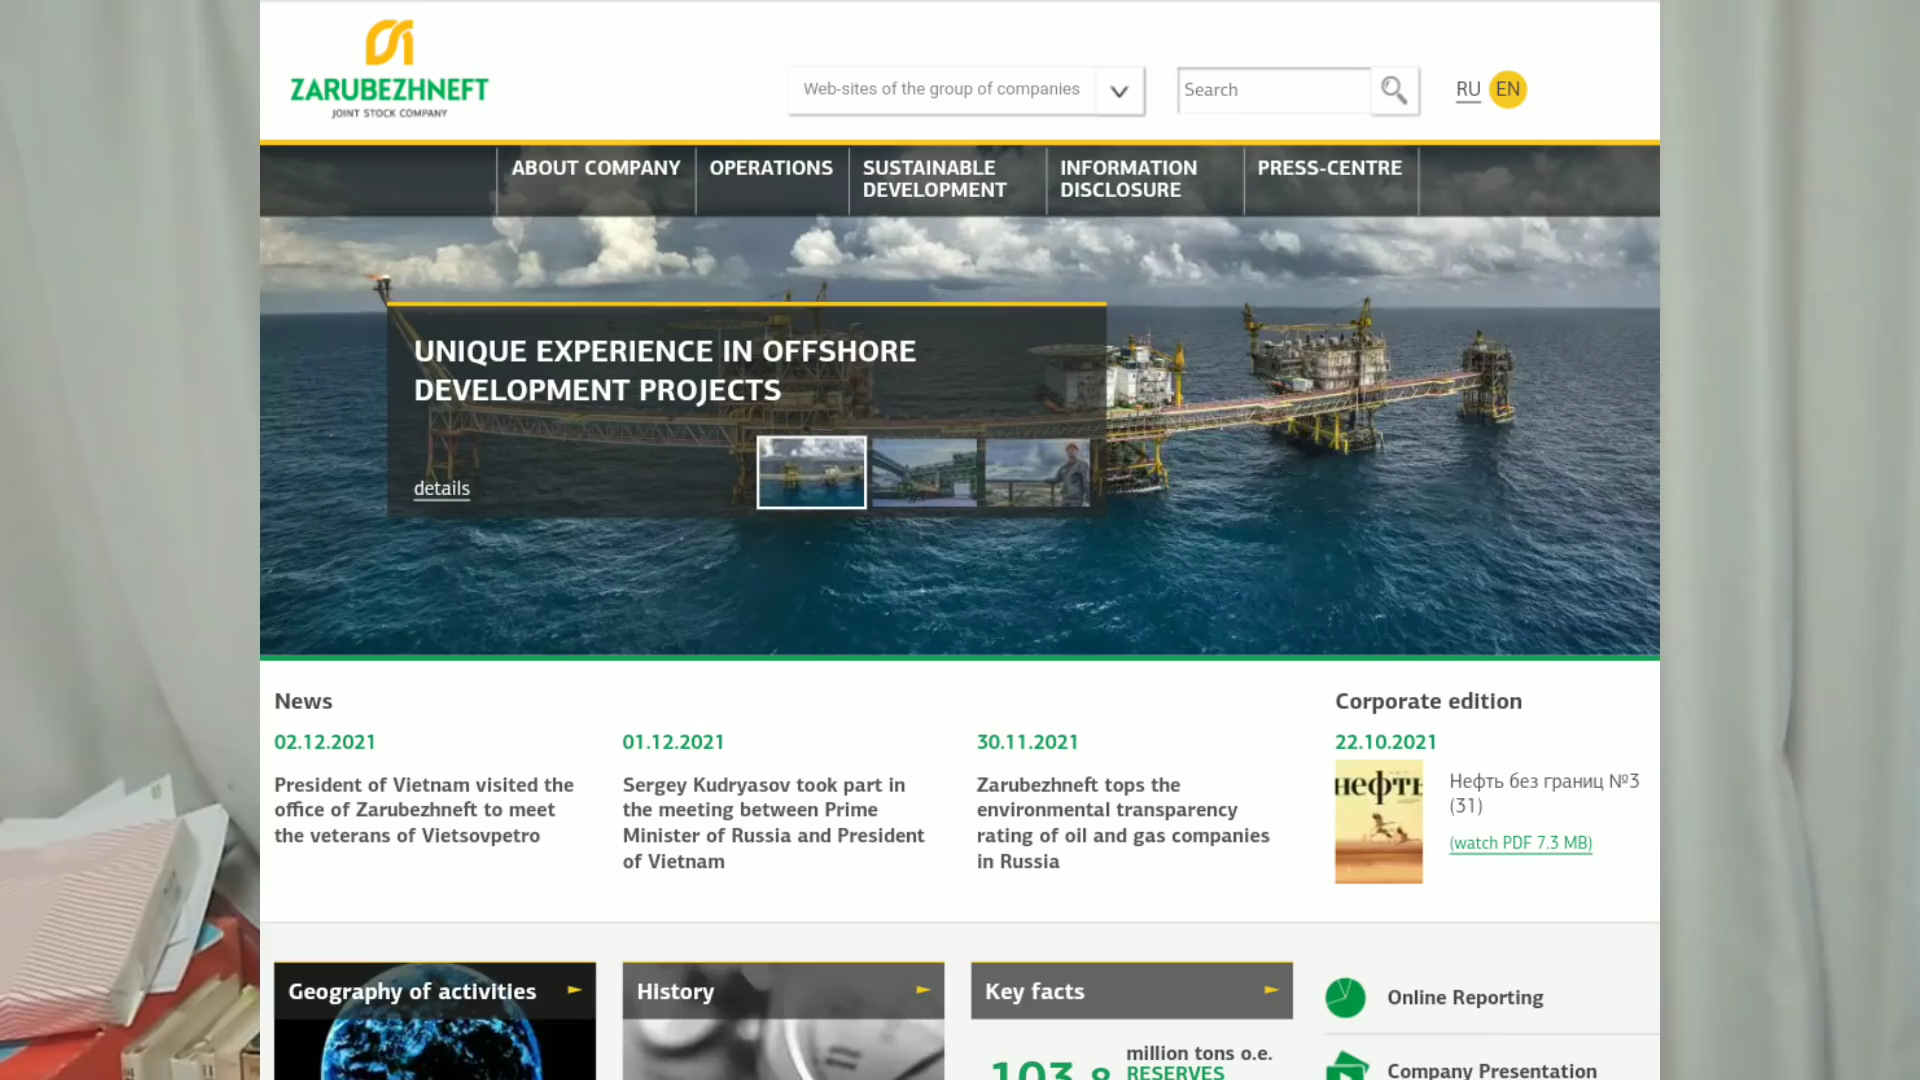 ZARUBEZHNEFT
JOINT STOCK COMPANY
Web-sites of the group of companies
Search
RU EN
ABOUT COMPANY
OPERATIONS
SUSTAINABLE
DEVELOPMENT
INFORMATION
DISCLOSURE
PRESS-CENTRE
UNIQUE EXPERIENCE IN OFFSHORE
DEVELOPMENT PROJECTS
details
News
02.12.2021
President of Vietnam visited the
office of Zarubezhneft to meet
the veterans of Vietsovpetro
01.12.2021
Sergey Kudryasov took part in
the meeting between Prime
Minister of Russia and President
of Vietnam
30.11.2021
Zarubezhneft tops the
environmental transparency
rating of oil and gas companies
in Russia
Corporate edition
22.10.2021
нефть
Нефть без границ №3
(31)
(watch PDF 7.3 MB)
Geography of activities
History
Key facts
103,8
million tons o.e.
RESERVES
Online Reporting
Company Presentation